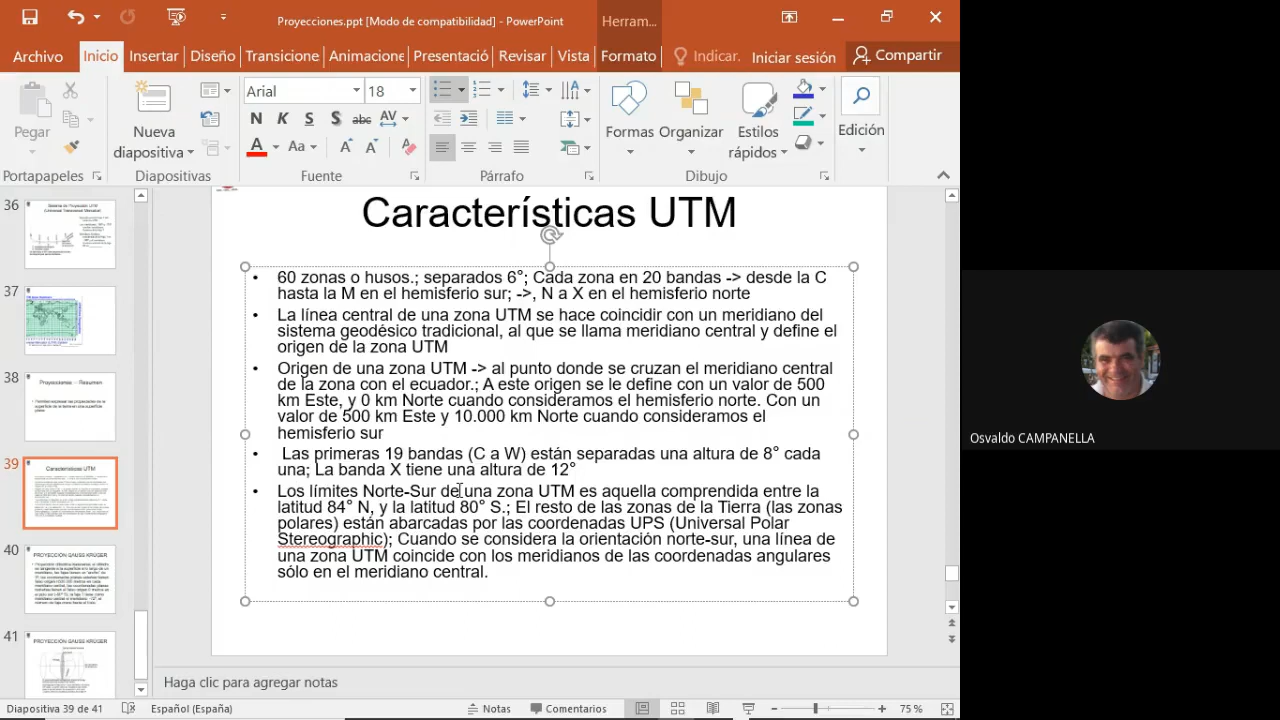 Proyecciones.ppt [Modo de compatibilidad] - PowerPoint
Herram...
Archivo Inicio Insertar Diseño Transicione Animacione Presentació Revisar Vista Formato Indicar. Iniciar sesión Compartir
Pegar
Nueva
diapositiva
Arial 18
N K S S abc AV
A Aa A A
Formas Organizar Estilos
rápidos
Edición
Portapapeles Diapositivas Fuente Párrafo Dibujo
36
37
38
Proyecciones - Resumen
39
Características UTM
40
PROYECCIÓN GAUSS KRÜGER
41
PROYECCIÓN GAUSS KRÜGER
Características UTM
• 60 zonas o husos.; separados 6°; Cada zona en 20 bandas -> desde la C
hasta la M en el hemisferio sur; ->, N a X en el hemisferio norte
• La línea central de una zona UTM se hace coincidir con un meridiano del
sistema geodésico tradicional, al que se llama meridiano central y define el
origen de la zona UTM
• Origen de una zona UTM -> al punto donde se cruzan el meridiano central
de la zona con el ecuador.; A este origen se le define con un valor de 500
km Este, y 0 km Norte cuando consideramos el hemisferio norte. Con un
valor de 500 km Este y 10.000 km Norte cuando consideramos el
hemisferio sur
• Las primeras 19 bandas (C a W) están separadas una altura de 8° cada
una; La banda X tiene una altura de 12°
• Los límites Norte-Sur de una zona UTM es aquella comprendida entre la
latitud 84° N, y la latitud 80° S.; El resto de las zonas de la Tierra (las zonas
polares) están abarcadas por las coordenadas UPS (Universal Polar
Stereographic); Cuando se considera la orientación norte-sur, una línea de
una zona UTM coincide con los meridianos de las coordenadas angulares
sólo en el meridiano central.
Haga clic para agregar notas
Diapositiva 39 de 41 Español (España) Notas Comentarios 75 %
Osvaldo CAMPANELLA